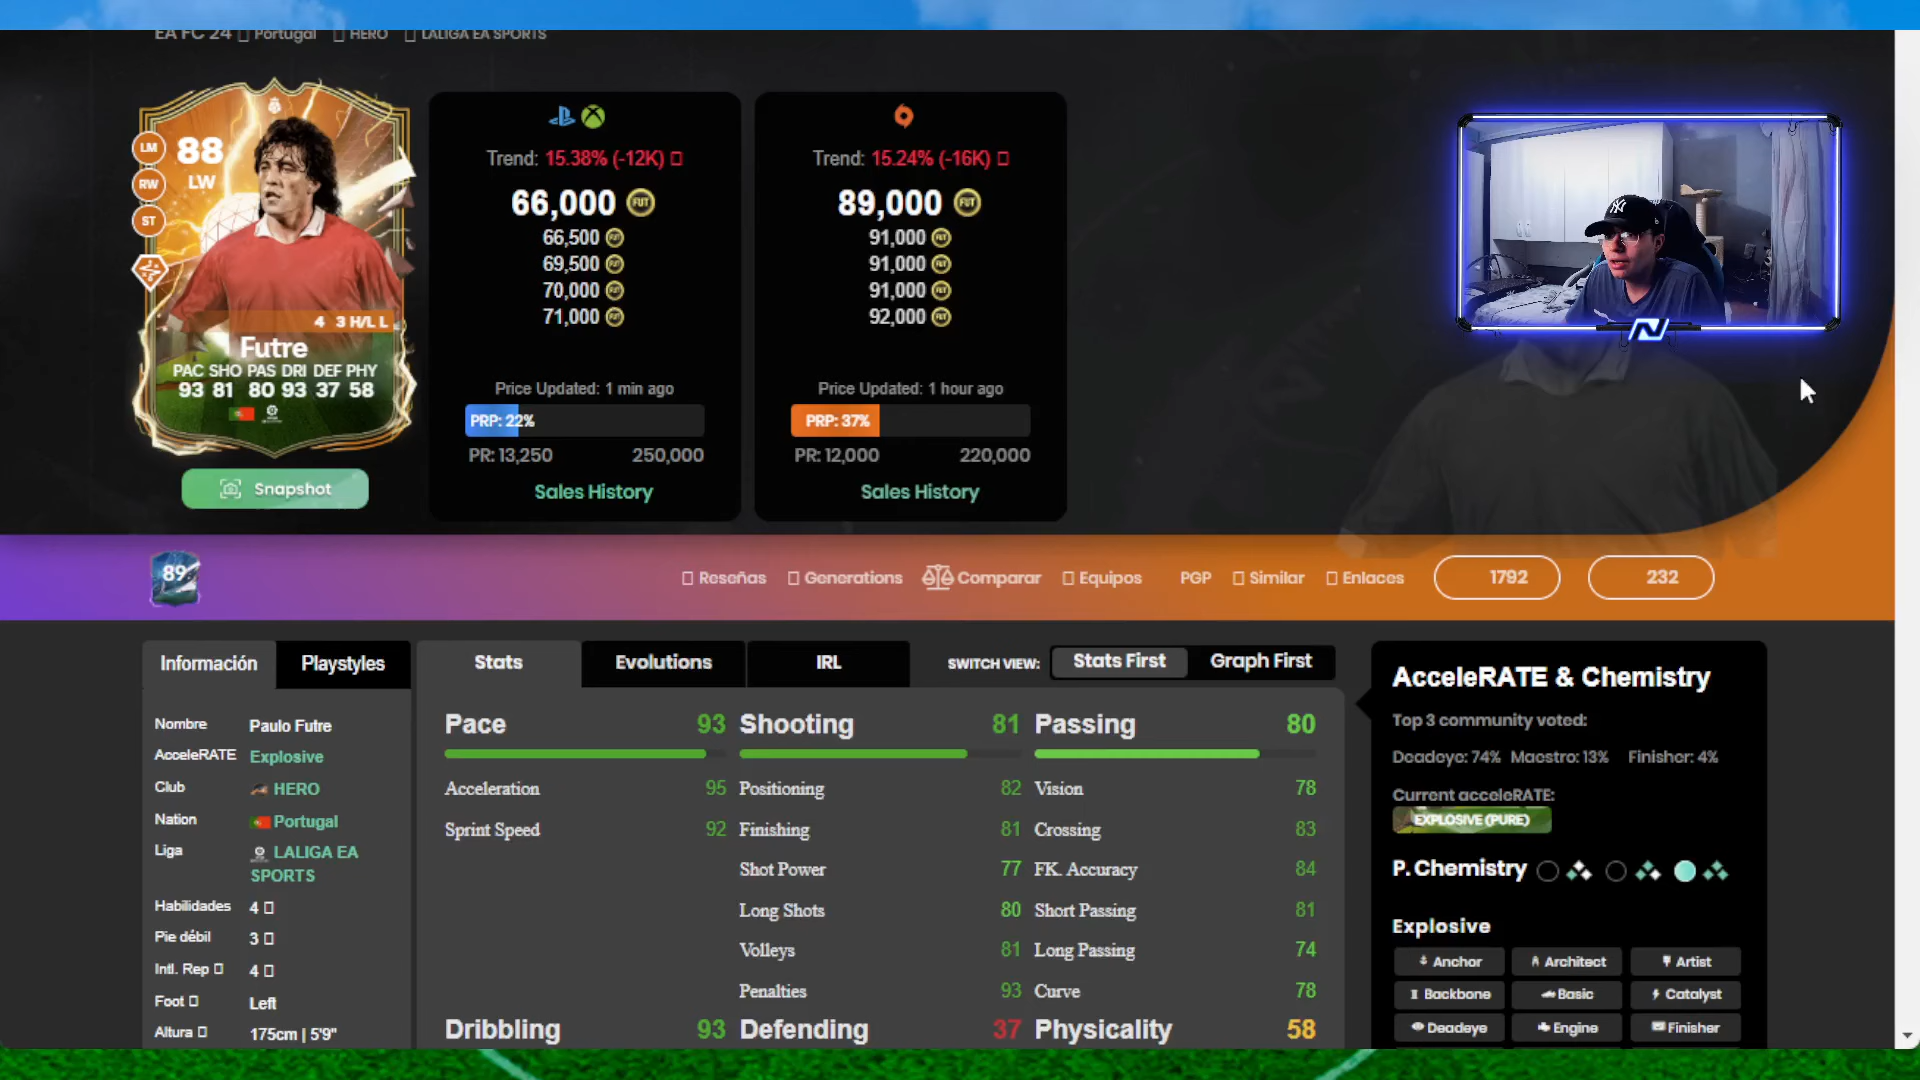 EA FC 24 Portugal HERO LALIGA EA SPORTS
LM
RW
ST
88
LW
4 3 H/L L
Futre
PAC SHO PAS DRI DEF PHY
93 81 80 93 37 58
Snapshot
Trend: 15.38% (-12K)
66,000 FUT
66,500
69,500
70,000
71,000
Price Updated: 1 min ago
PRP: 22%
PR: 13,250 250,000
Sales History
Trend: 15.24% (-16K)
89,000 FUT
91,000
91,000
91,000
92,000
Price Updated: 1 hour ago
PRP: 37%
PR: 12,000 220,000
Sales History
NY
N
89
Reseñas Generations Comparar Equipos PGP Similar Enlaces 1792 232
Información Playstyles
Nombre Paulo Futre
AcceleRATE Explosive
Club HERO
Nation Portugal
Liga LALIGA EA
SPORTS
Habilidades 4
Pie débil 3
Intl. Rep 4
Foot Left
Altura 175cm | 5'9"
Stats Evolutions IRL SWITCH VIEW: Stats First Graph First
Pace 93 Shooting 81 Passing 80
Acceleration 95 Positioning 82 Vision 78
Sprint Speed 92 Finishing 81 Crossing 83
Shot Power 77 FK. Accuracy 84
Long Shots 80 Short Passing 81
Volleys 81 Long Passing 74
Penalties 93 Curve 78
Dribbling 93 Defending 37 Physicality 58
AcceleRATE & Chemistry
Top 3 community voted:
Deadeye: 74% Maestro: 13% Finisher: 4%
Current acceleRATE:
EXPLOSIVE (PURE)
P. Chemistry
Explosive
Anchor Architect Artist
Backbone Basic Catalyst
Deadeye Engine Finisher